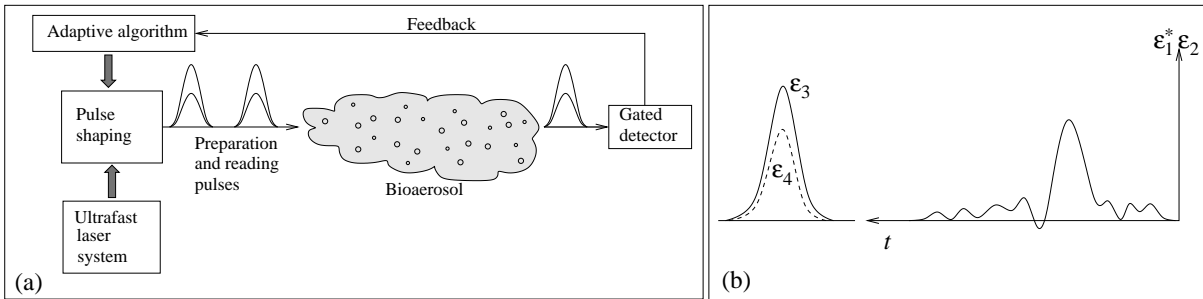 Adaptive algorithm
Feedback
Pulse
shaping
Preparation
and reading
pulses
Bioaerosol
Gated
detector
Ultrafast
laser
system
(a)
ε₁*ε₂
ε₃
ε₄
t
(b)